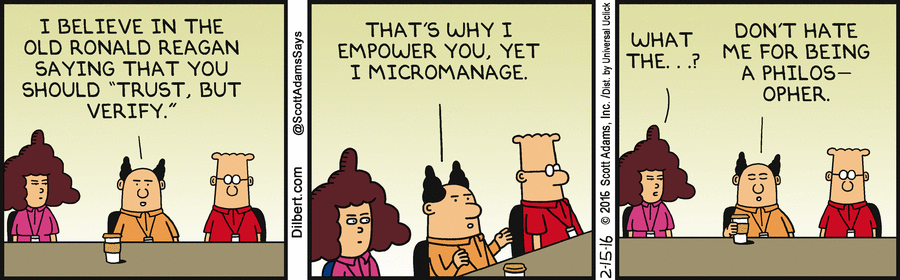 I BELIEVE IN THE
OLD RONALD REAGAN
SAYING THAT YOU
SHOULD "TRUST, BUT
VERIFY."
Dilbert.com @ScottAdamsSays
THAT'S WHY I
EMPOWER YOU, YET
I MICROMANAGE.
2-15-16 © 2016 Scott Adams, Inc. /Dist. by Universal Uclick
WHAT
THE. . .?
DON'T HATE
ME FOR BEING
A PHILOS-
OPHER.